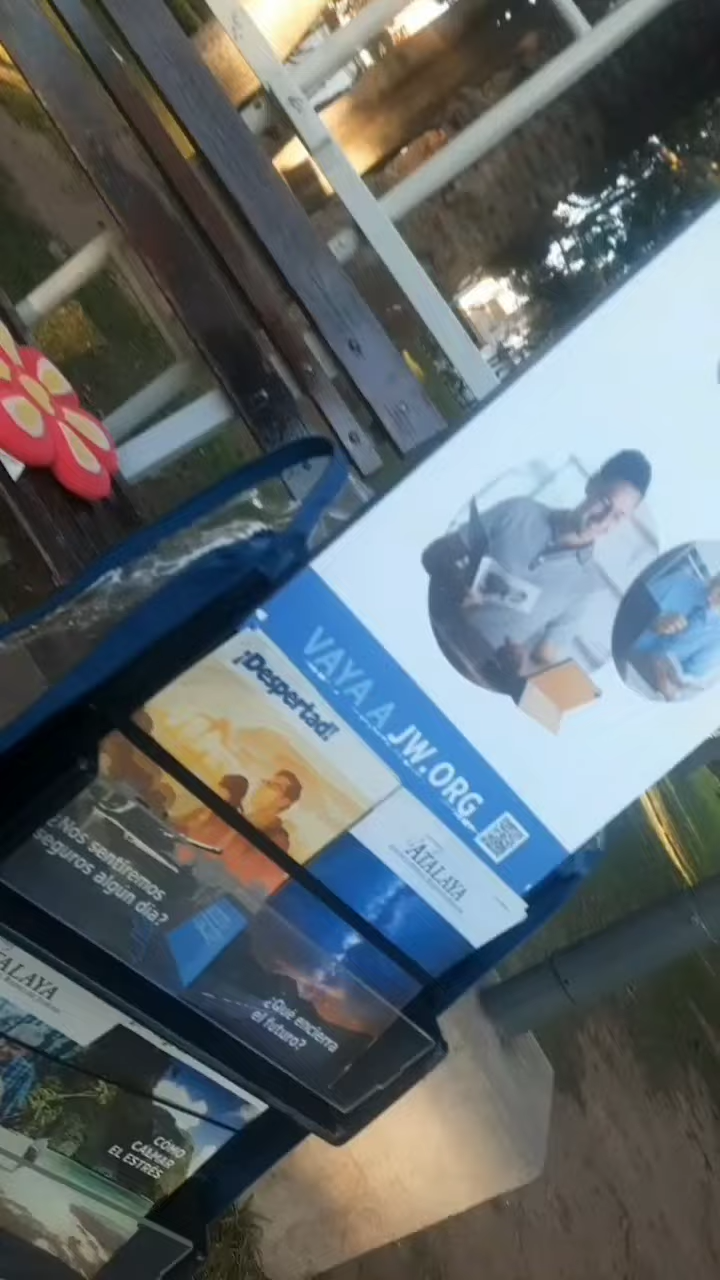 VAYA A JW.ORG
¡Despertad!
¿Nos sentiremos
seguros algún día?
ATALAYA
¿Qué encierra
el futuro?
ATALAYA
CÓMO
CALMAR
EL ESTRÉS